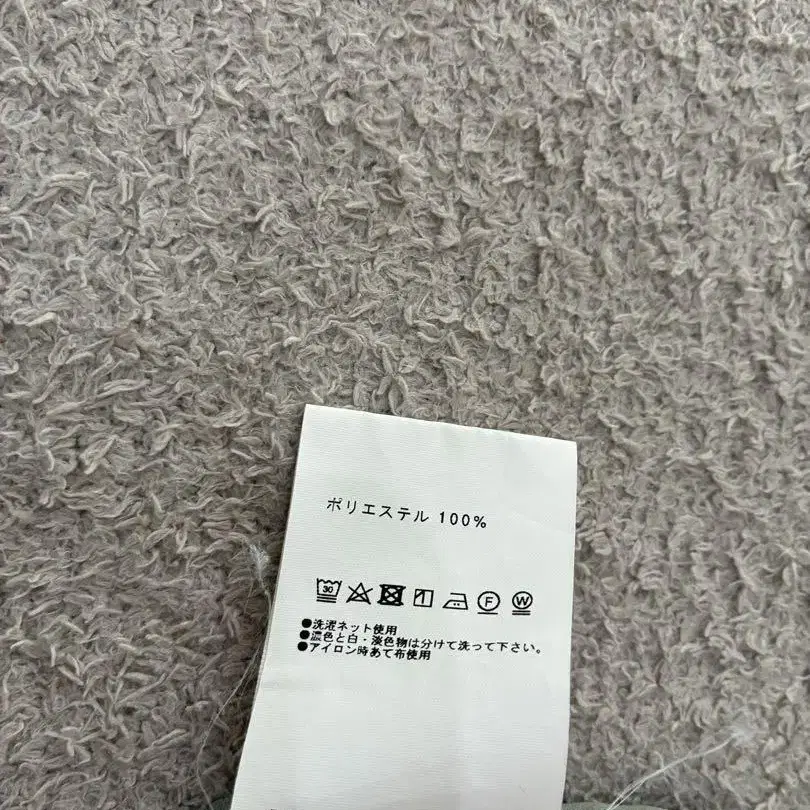 ポリエステル 100%
30 F W
●洗濯ネット使用
●濃色と白・淡色物は分けて洗って下さい。
●アイロン時あて布使用